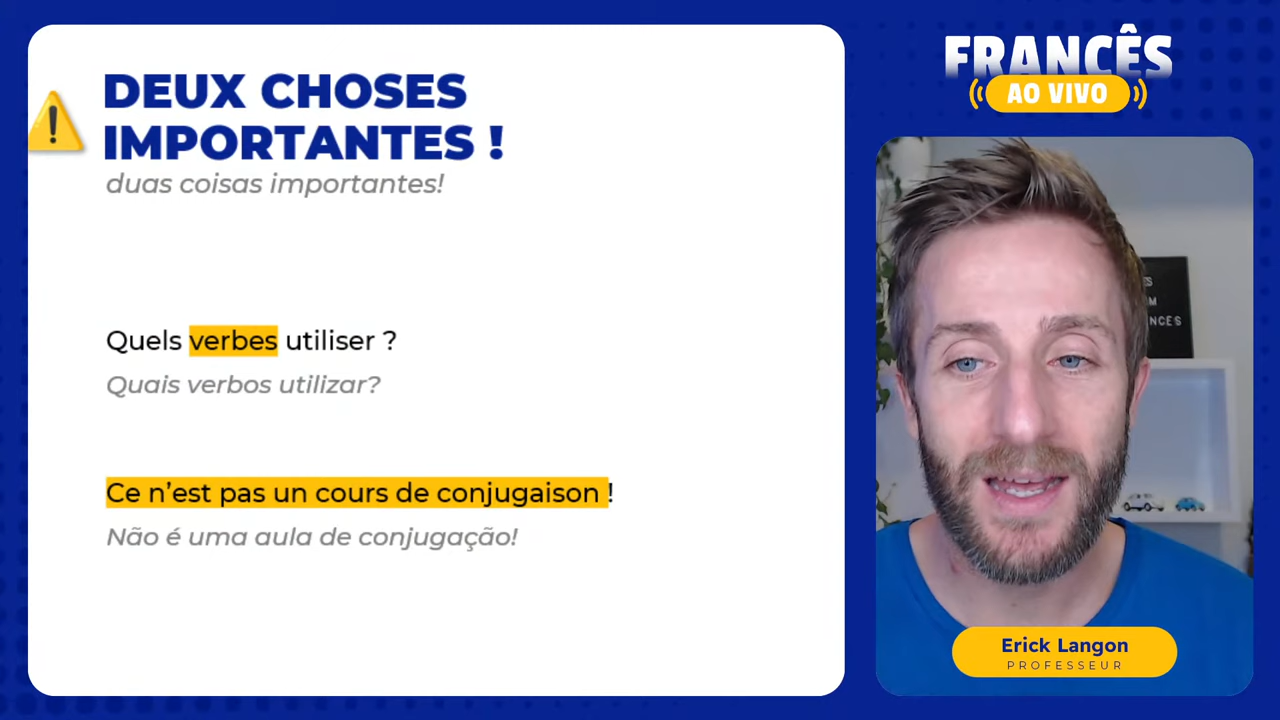 DEUX CHOSES
IMPORTANTES !
duas coisas importantes!
Quels verbes utiliser ?
Quais verbos utilizar?
Ce n'est pas un cours de conjugaison !
Não é uma aula de conjugação!
FRANCÊS
AO VIVO
Erick Langon
PROFESSEUR